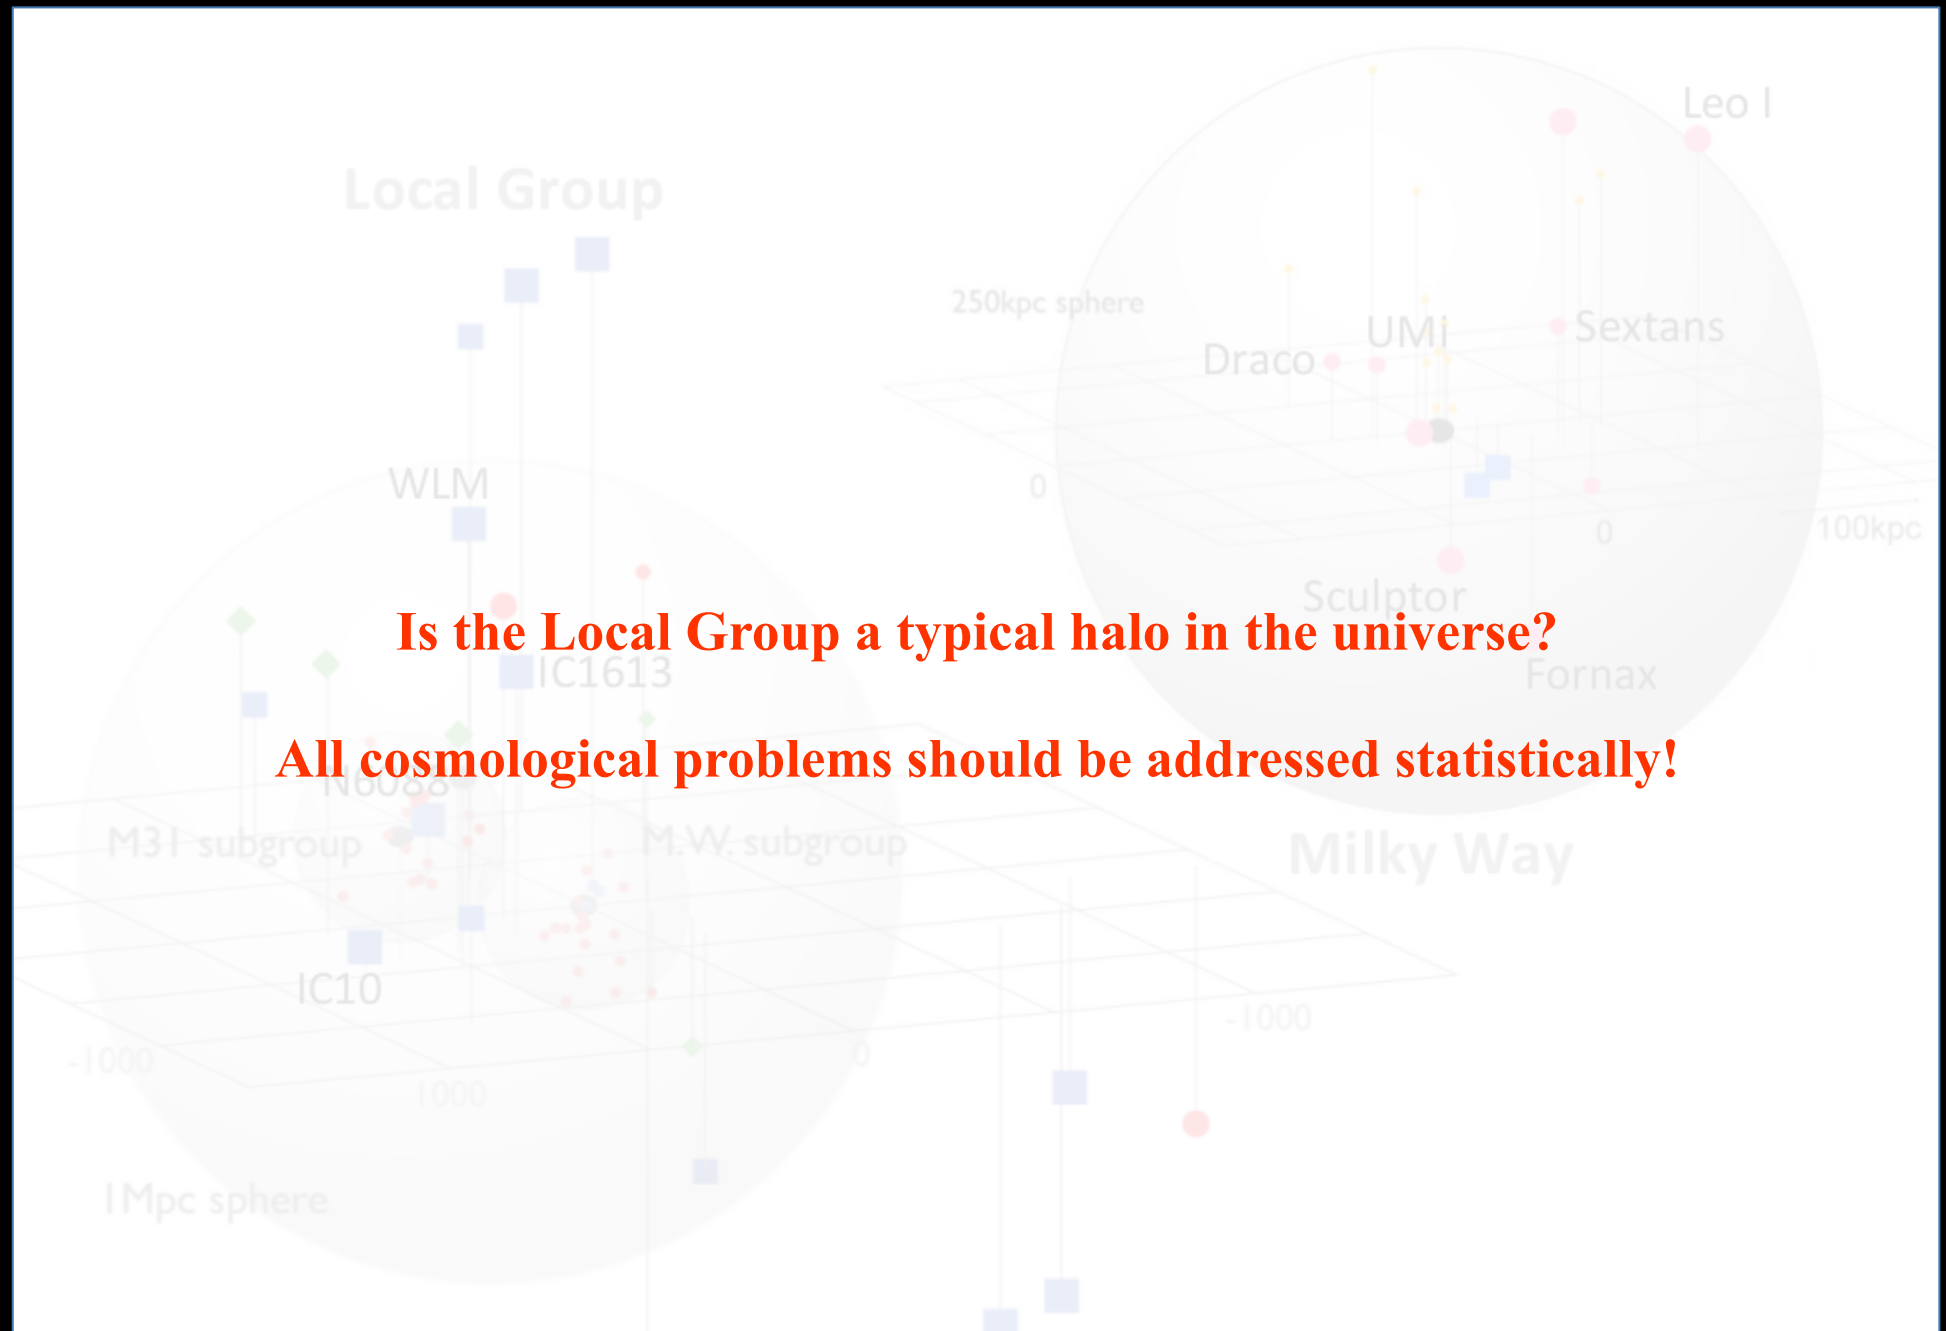 Leo I
Local Group
250kpc sphere
UMi
Sextans
Draco
WLM
0
0
100kpc
Sculptor
Is the Local Group a typical halo in the universe?
IC1613
Fornax
All cosmological problems should be addressed statistically!
N6088
M31 subgroup
M.W. subgroup
Milky Way
IC10
-1000
-1000
0
1000
1Mpc sphere